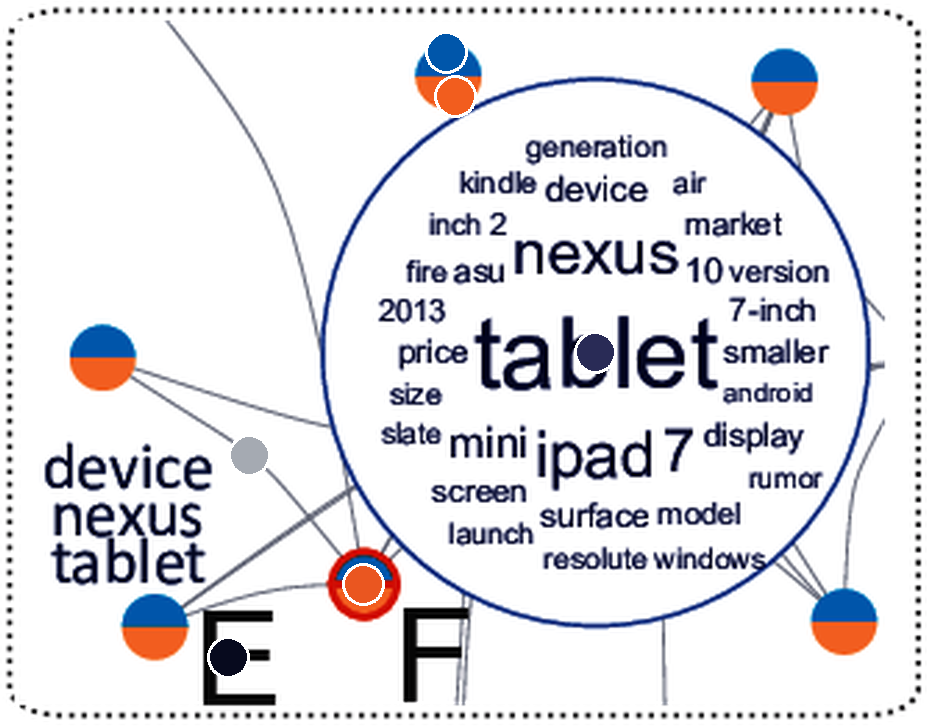 generation
kindle device air
inch 2 market
nexus
fire asu 10 version
2013 7-inch
price tablet smaller
size android
slate mini ipad 7 display
screen rumor
launch surface model
resolute windows
device
nexus
tablet
E F